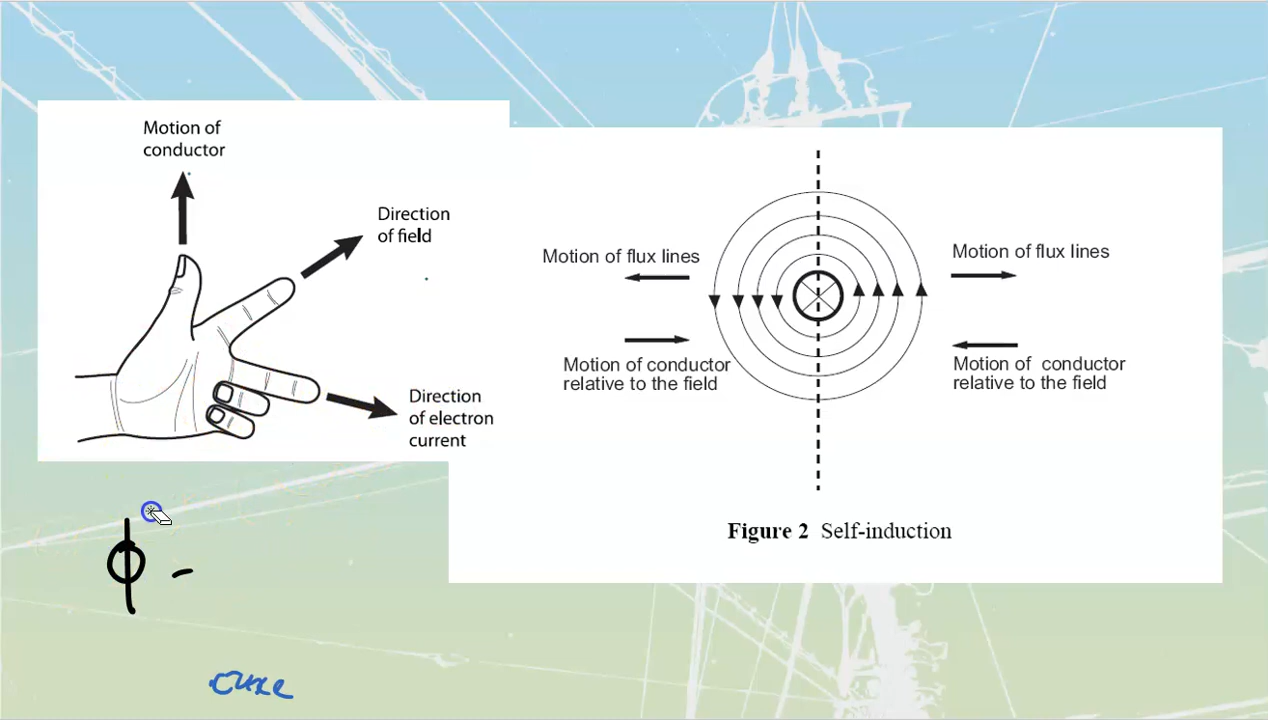 Motion of
conductor
Direction
of field
Direction
of electron
current
Motion of flux lines
Motion of conductor
relative to the field
Motion of flux lines
Motion of conductor
relative to the field
Figure 2 Self-induction
ϕ -